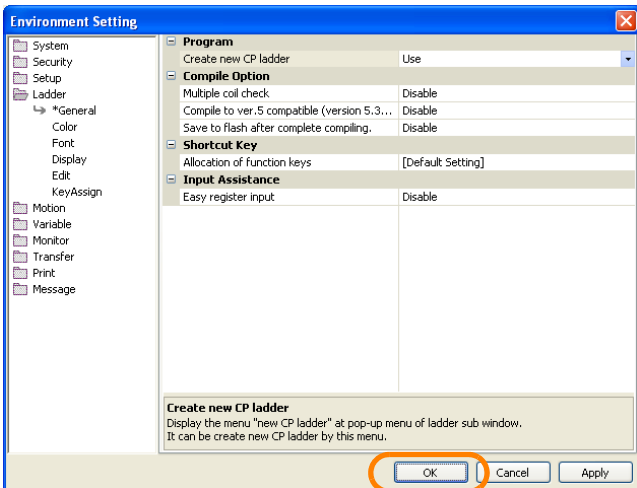 Environment Setting
System
Security
Setup
Ladder
*General
Color
Font
Display
Edit
KeyAssign
Motion
Variable
Monitor
Transfer
Print
Message
Program
Create new CP ladder Use
Compile Option
Multiple coil check Disable
Compile to ver.5 compatible (version 5.3... Disable
Save to flash after complete compiling. Disable
Shortcut Key
Allocation of function keys [Default Setting]
Input Assistance
Easy register input Disable
Create new CP ladder
Display the menu "new CP ladder" at pop-up menu of ladder sub window.
It can be create new CP ladder by this menu.
OK Cancel Apply